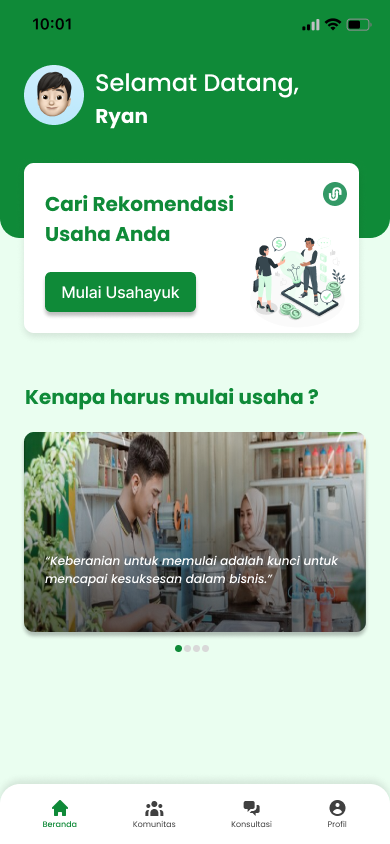 10:01
Selamat Datang,
Ryan
Cari Rekomendasi
Usaha Anda
Mulai Usahayuk
Kenapa harus mulai usaha ?
“Keberanian untuk memulai adalah kunci untuk
mencapai kesuksesan dalam bisnis.”
Beranda
Komunitas
Konsultasi
Profil